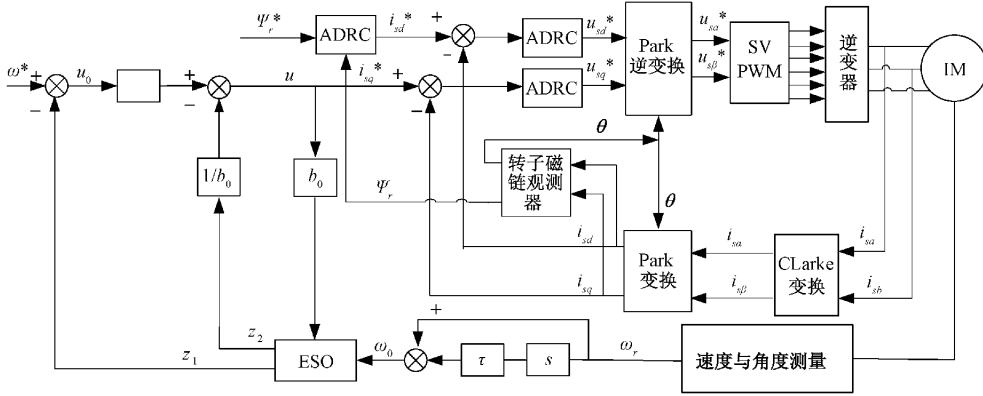 ψr*
ADRC
isd*
+
−
ADRC
usd*
Park
逆变换
usa*
usβ*
SV
PWM
逆
变
器
IM
ω*
+
−
u0
+
−
u
isq*
+
−
ADRC
usq*
θ
1/b0
b0
ψr
转子磁
链观测
器
θ
isd
isq
Park
变换
isa
isβ
CLarke
变换
isa
isb
z2
z1
ESO
ω0
+
τ
s
ωr
速度与角度测量